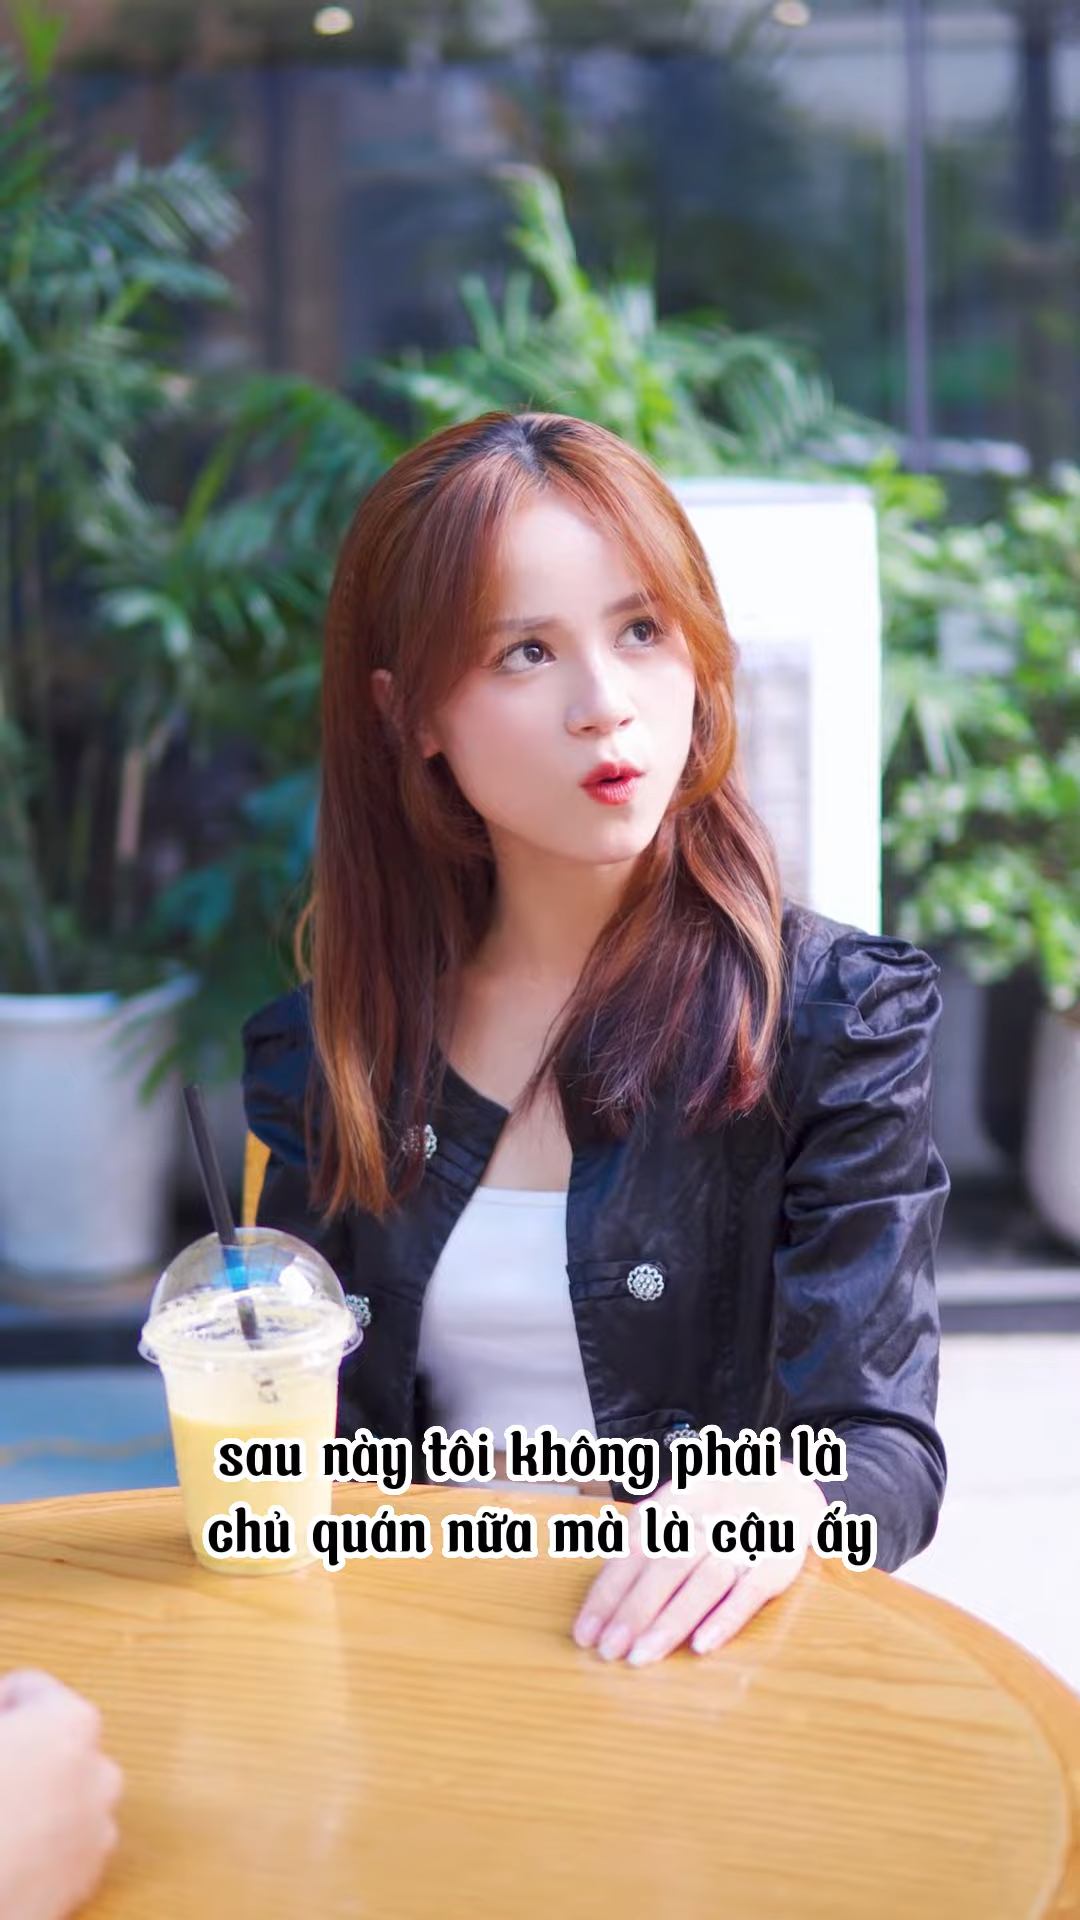 sau này tôi không phải là
chủ quán nữa mà là cậu ấy